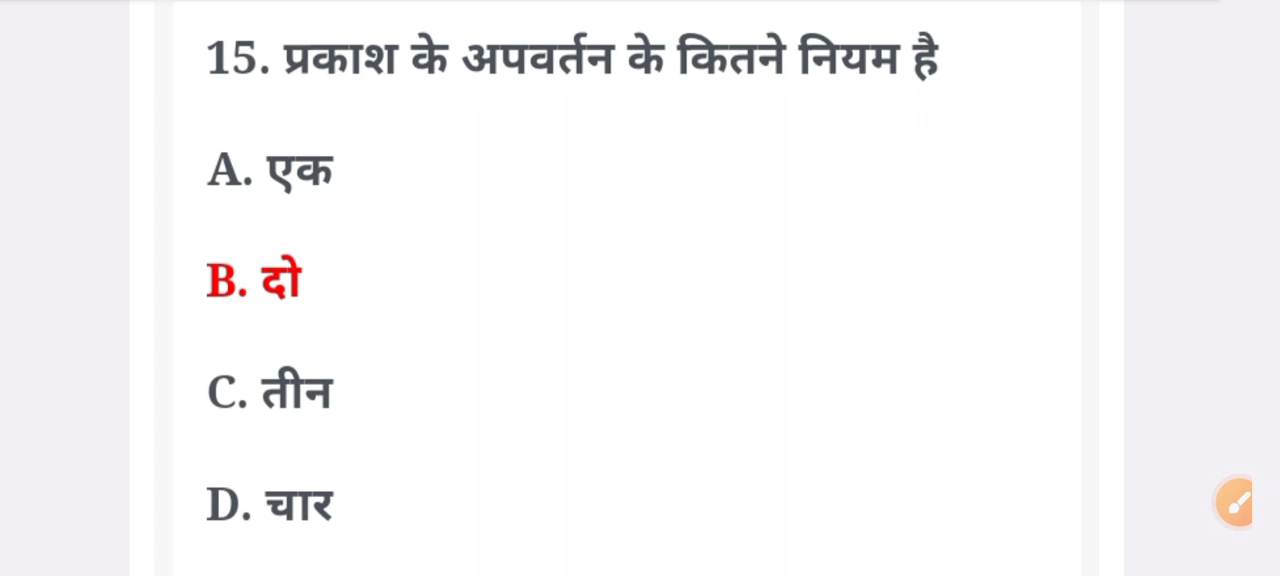 15. प्रकाश के अपवर्तन के कितने नियम है
A. एक
B. दो
C. तीन
D. चार